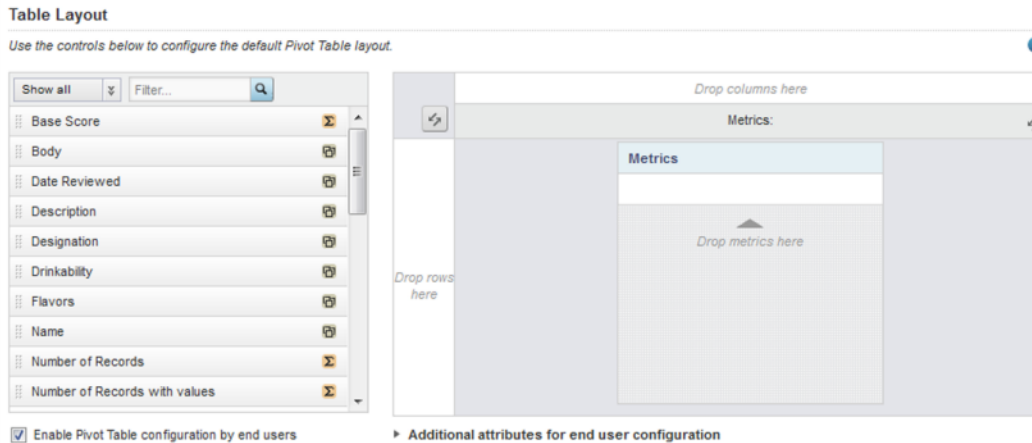 Table Layout
Use the controls below to configure the default Pivot Table layout.
Show all
Filter...
Base Score
Body
Date Reviewed
Description
Designation
Drinkability
Flavors
Name
Number of Records
Number of Records with values
Enable Pivot Table configuration by end users
Drop columns here
Metrics:
Metrics
Drop metrics here
Drop rows
here
Additional attributes for end user configuration